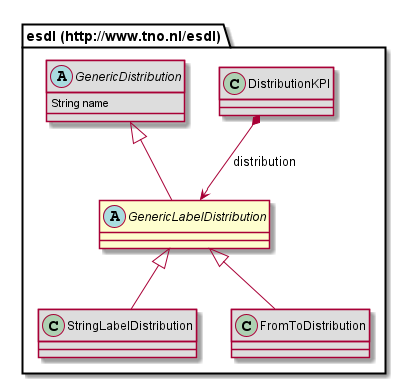 esdl (http://www.tno.nl/esdl)
A GenericDistribution
String name
C DistributionKPI
distribution
A GenericLabelDistribution
C StringLabelDistribution
C FromToDistribution